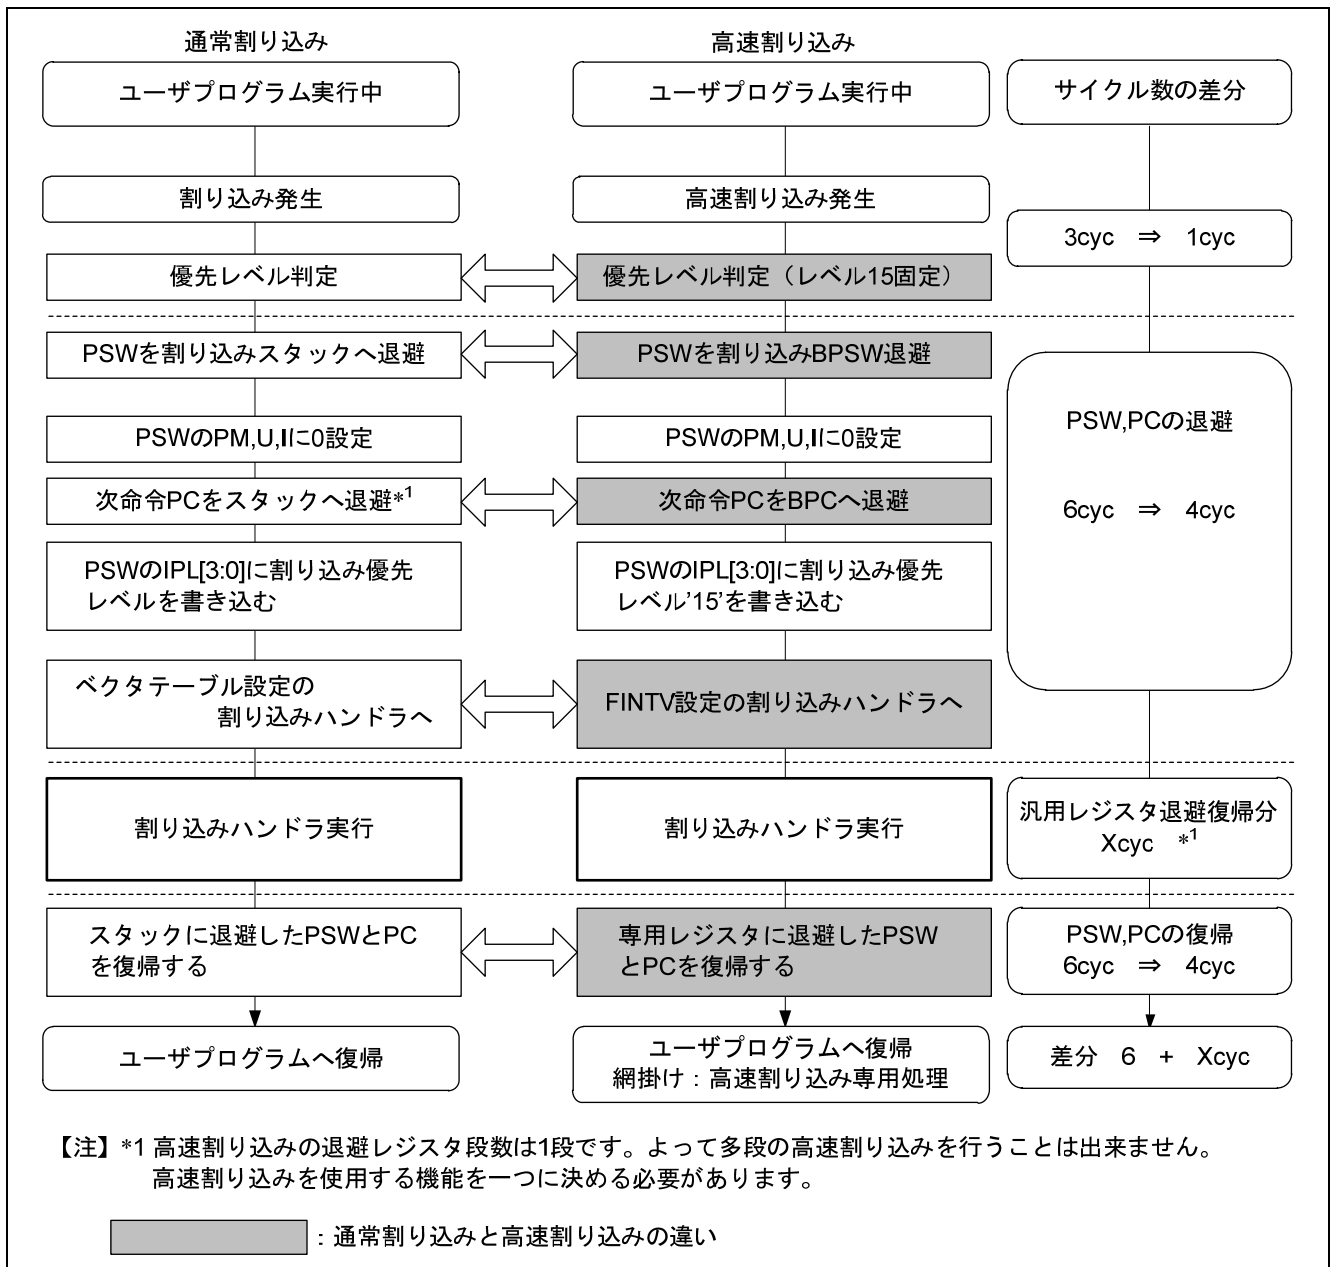 通常割り込み
高速割り込み
ユーザプログラム実行中
ユーザプログラム実行中
サイクル数の差分
割り込み発生
高速割り込み発生
3cyc ⇒ 1cyc
優先レベル判定
優先レベル判定（レベル15固定）
PSWを割り込みスタックへ退避
PSWを割り込みBPSW退避
PSW,PCの退避
6cyc ⇒ 4cyc
PSWのPM,U,Iに0設定
PSWのPM,U,Iに0設定
次命令PCをスタックへ退避*1
次命令PCをBPCへ退避
PSWのIPL[3:0]に割り込み優先
レベルを書き込む
PSWのIPL[3:0]に割り込み優先
レベル’15’を書き込む
ベクタテーブル設定の
割り込みハンドラへ
FINTV設定の割り込みハンドラへ
割り込みハンドラ実行
割り込みハンドラ実行
汎用レジスタ退避復帰分
Xcyc *1
スタックに退避したPSWとPC
を復帰する
専用レジスタに退避したPSW
とPCを復帰する
PSW,PCの復帰
6cyc ⇒ 4cyc
ユーザプログラムへ復帰
ユーザプログラムへ復帰
網掛け：高速割り込み専用処理
差分 6 + Xcyc
【注】*1 高速割り込みの退避レジスタ段数は1段です。よって多段の高速割り込みを行うことは出来ません。
高速割り込みを使用する機能を一つに決める必要があります。
：通常割り込みと高速割り込みの違い